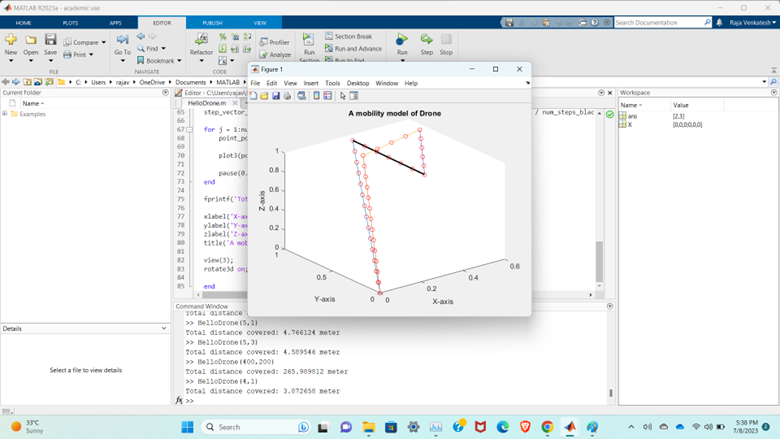 MATLAB R2023a - academic use
HOME PLOTS APPS EDITOR PUBLISH VIEW
Search Documentation Raja Venkatesh
New Open Save Compare Print Go To Find Bookmark Refactor Profiler Analyze Section Break Run and Advance Run to End Run Step Stop
FILE NAVIGATE CODE
C: Users rajav OneDrive Documents MATLAB
Current Folder
Name
Examples
Details
Select a file to view details
Editor - C:\Users\rajav\
HelloDrone.m
65 step_vector_ / num_steps_blac
66
67 for j = 1:nu
68 point_po
69
70 plot3(po
71
72 pause(0.
73 end
74
75 fprintf('Tot
76
77 xlabel('X-ax
78 ylabel('Y-ax
79 zlabel('Z-ax
80 title('A mob
81
82 view(3);
83 rotate3d on;
84
85 end
Figure 1
File Edit View Insert Tools Desktop Window Help
A mobility model of Drone
1
0.8
0.6
0.4
0.2
0
Z-axis
1
0.5
0
Y-axis
0
0.2
0.4
0.6
X-axis
Command Window
Total distance
>> HelloDrone(5,1)
Total distance covered: 4.766124 meter
>> HelloDrone(5,3)
Total distance covered: 4.589546 meter
>> HelloDrone(400,200)
Total distance covered: 265.989812 meter
>> HelloDrone(4,1)
Total distance covered: 3.872658 meter
fx >>
Workspace
Name Value
ani [2,3]
X [0,0,0;0,0,0]
33°C
Sunny
Search
5:38 PM
7/8/2023